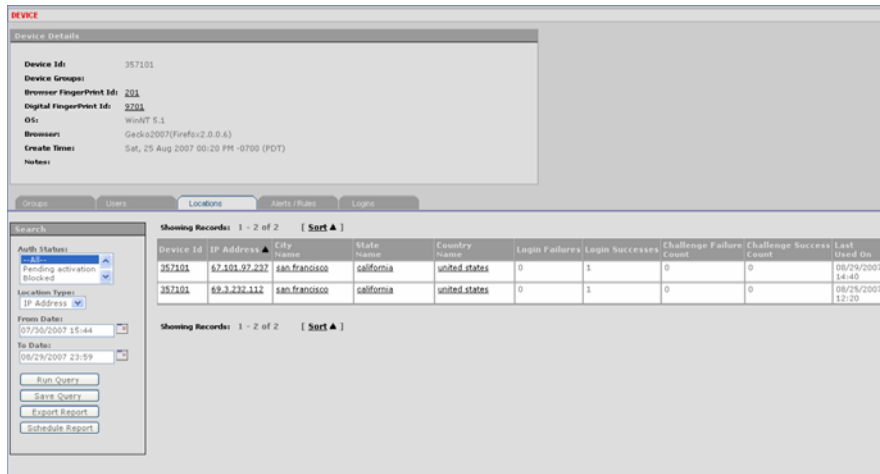 DEVICE
Device Details
Device Id: 357101
Device Groups:
Browser FingerPrint Id: 201
Digital FingerPrint Id: 9701
OS: WinNT 5.1
Browser: Gecko2007(Firefox2.0.0.6)
Create Time: Sat, 25 Aug 2007 00:20 PM -0700 (PDT)
Notes:
Groups Users Locations Alerts / Rules Logins
Search
Auth Status:
--All--
Pending activation
Blocked
Location Type:
IP Address
From Date:
07/30/2007 15:44
To Date:
08/29/2007 23:59
Run Query
Save Query
Export Report
Schedule Report
Showing Records: 1 - 2 of 2 [ Sort ▲ ]
Device Id IP Address ▲ City Name State Name Country Name Login Failures Login Successes Challenge Failure Count Challenge Success Count Last Used On
357101 67.101.97.237 san.francisco california united states 0 1 0 0 08/29/2007 14:40
357101 69.3.232.112 san.francisco california united states 0 1 0 0 08/25/2007 12:20
Showing Records: 1 - 2 of 2 [ Sort ▲ ]